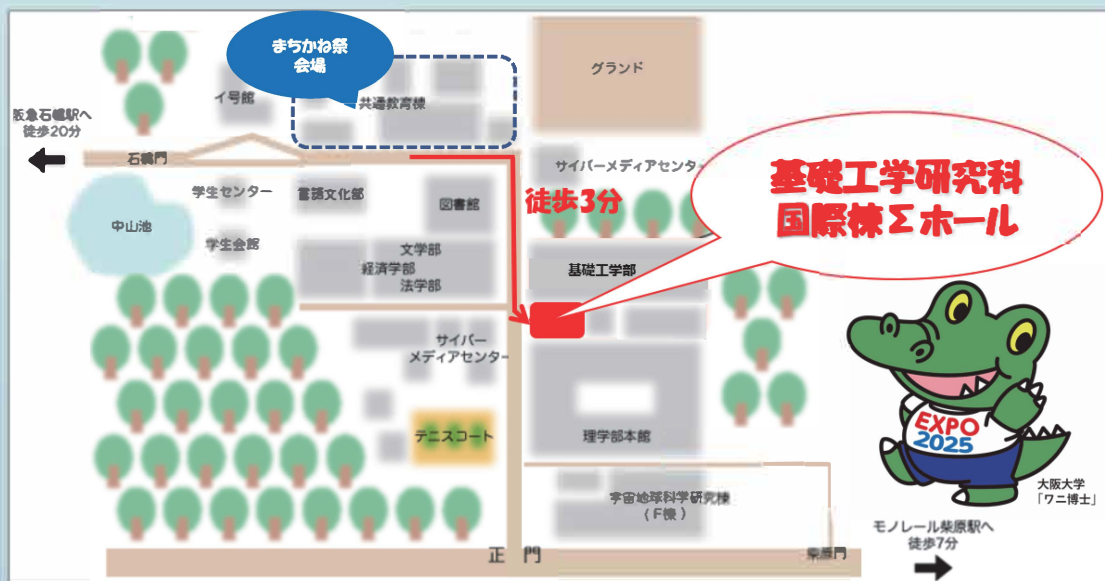 まちかね祭
会場
グランド
イ号館
共通教育棟
阪急石橋駅へ
徒歩20分
石橋門
サイバーメディアセンター
基礎工学研究科
国際棟Σホール
学生センター
言語文化部
図書館
徒歩3分
中山池
学生会館
文学部
経済学部
法学部
基礎工学部
サイバー
メディアセンター
EXPO
2025
テニスコート
理学部本館
大阪大学
「ワニ博士」
宇宙地球科学研究棟
(F棟)
モノレール柴原駅へ
徒歩7分
正 門
柴原門